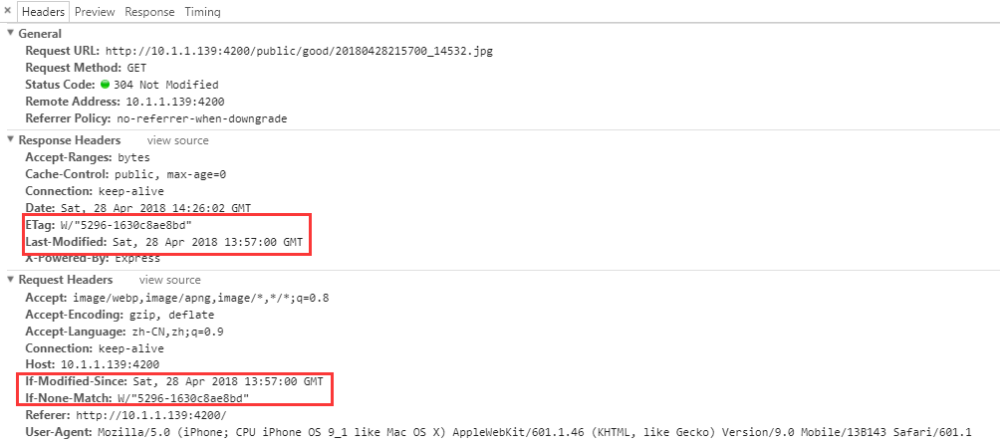 × Headers Preview Response Timing
▼ General
Request URL: http://10.1.1.139:4200/public/good/20180428215700_14532.jpg
Request Method: GET
Status Code: 304 Not Modified
Remote Address: 10.1.1.139:4200
Referrer Policy: no-referrer-when-downgrade
▼ Response Headers view source
Accept-Ranges: bytes
Cache-Control: public, max-age=0
Connection: keep-alive
Date: Sat, 28 Apr 2018 14:26:02 GMT
ETag: W/"5296-1630c8ae8bd"
Last-Modified: Sat, 28 Apr 2018 13:57:00 GMT
X-Powered-By: Express
▼ Request Headers view source
Accept: image/webp,image/apng,image/*,*/*;q=0.8
Accept-Encoding: gzip, deflate
Accept-Language: zh-CN,zh;q=0.9
Connection: keep-alive
Host: 10.1.1.139:4200
If-Modified-Since: Sat, 28 Apr 2018 13:57:00 GMT
If-None-Match: W/"5296-1630c8ae8bd"
Referer: http://10.1.1.139:4200/
User-Agent: Mozilla/5.0 (iPhone; CPU iPhone OS 9_1 like Mac OS X) AppleWebKit/601.1.46 (KHTML, like Gecko) Version/9.0 Mobile/13B143 Safari/601.1